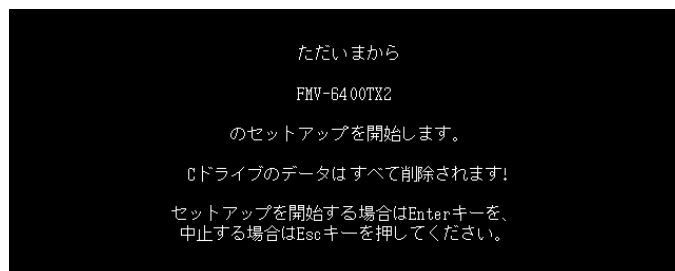 ただいまから
FMV-6400TX2
のセットアップを開始します。
Cドライブのデータはすべて削除されます!
セットアップを開始する場合はEnterキーを、
中止する場合はEscキーを押してください。